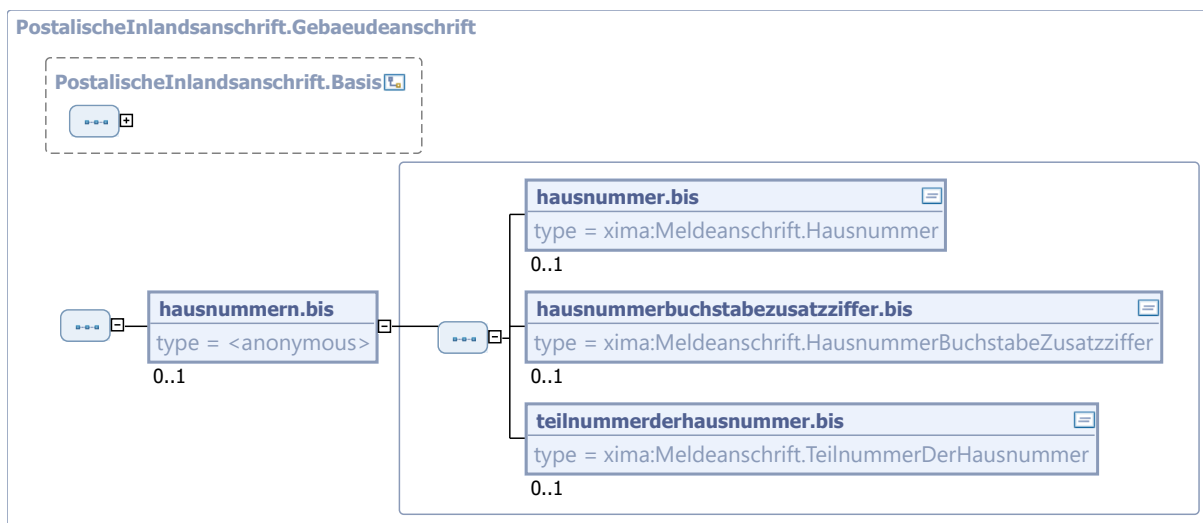 PostalischeInlandsanschrift.Gebaeudeanschrift
PostalischeInlandsanschrift.Basis
hausnummer.bis
type = xima:Meldeanschrift.Hausnummer
0..1
hausnummern.bis
type = <anonymous>
0..1
hausnummerbuchstabezusatzziffer.bis
type = xima:Meldeanschrift.HausnummerBuchstabeZusatzziffer
0..1
teilnummerderhausnummer.bis
type = xima:Meldeanschrift.TeilnummerDerHausnummer
0..1